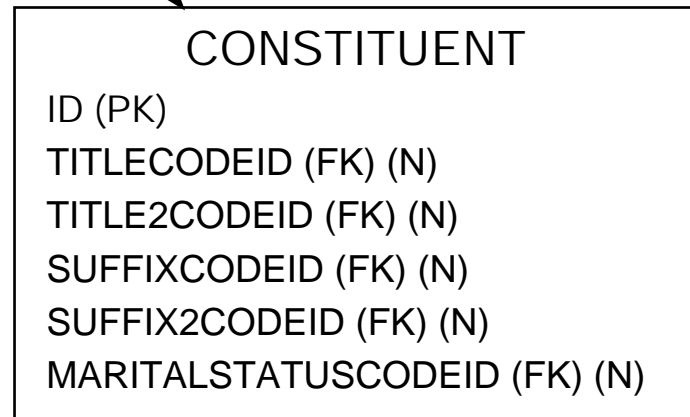 CONSTITUENT
ID (PK)
TITLECODEID (FK) (N)
TITLE2CODEID (FK) (N)
SUFFIXCODEID (FK) (N)
SUFFIX2CODEID (FK) (N)
MARITALSTATUSCODEID (FK) (N)